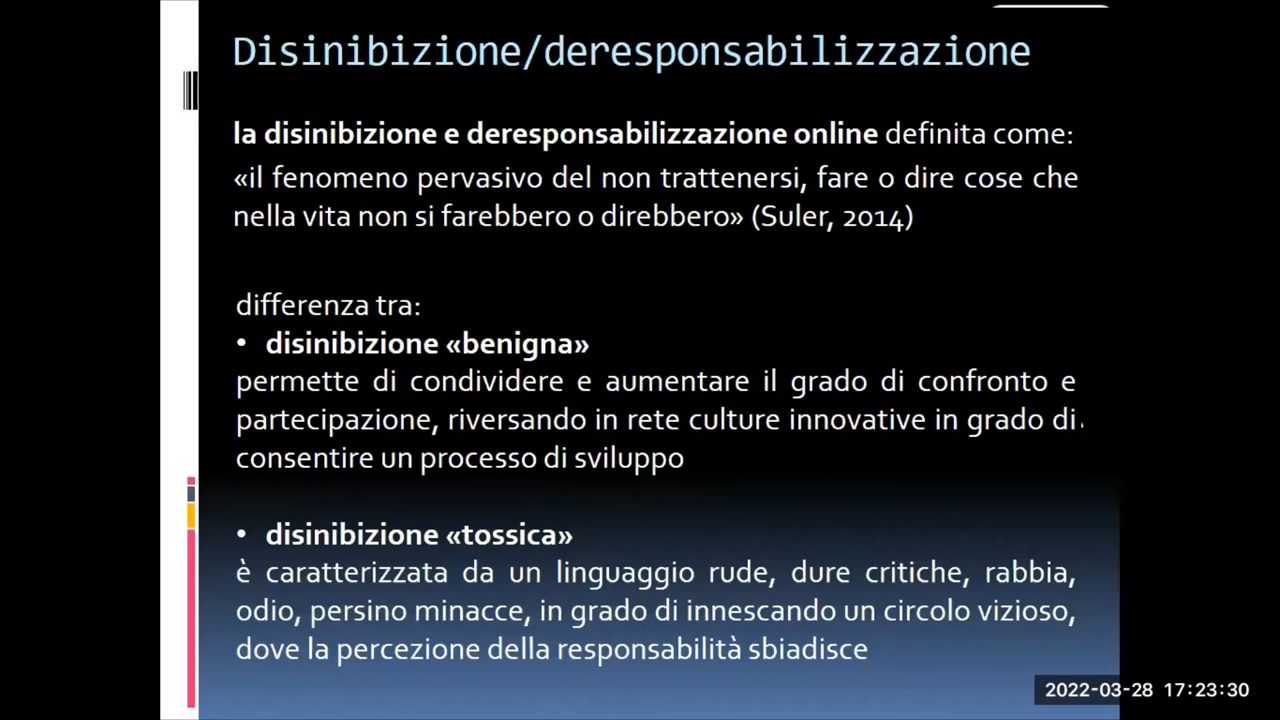 Disinibizione/deresponsabilizzazione
la disinibizione e deresponsabilizzazione online definita come:
«il fenomeno pervasivo del non trattenersi, fare o dire cose che
nella vita non si farebbero o direbbero» (Suler, 2014)
differenza tra:
• disinibizione «benigna»
permette di condividere e aumentare il grado di confronto e
partecipazione, riversando in rete culture innovative in grado di
consentire un processo di sviluppo
• disinibizione «tossica»
è caratterizzata da un linguaggio rude, dure critiche, rabbia,
odio, persino minacce, in grado di innescando un circolo vizioso,
dove la percezione della responsabilità sbiadisce
2022-03-28 17:23:30